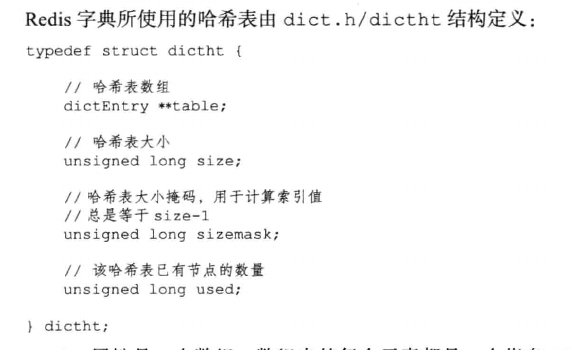 Redis 字典所使用的哈希表由 dict.h/dictht 结构定义：
typedef struct dictht {
// 哈希表数组
dictEntry **table;
// 哈希表大小
unsigned long size;
// 哈希表大小掩码，用于计算索引值
// 总是等于 size-1
unsigned long sizemask;
// 该哈希表已有节点的数量
unsigned long used;
} dictht;